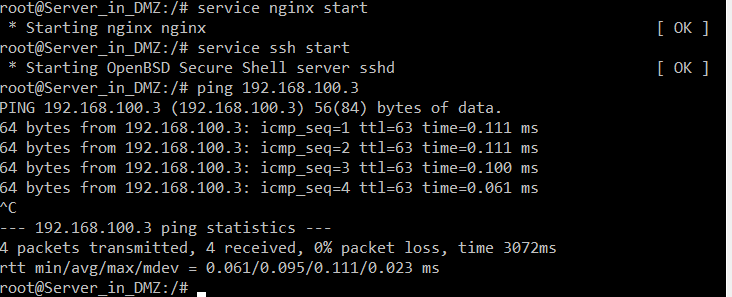 root@Server_in_DMZ:/# service nginx start
 * Starting nginx nginx [ OK ]
root@Server_in_DMZ:/# service ssh start
 * Starting OpenBSD Secure Shell server sshd [ OK ]
root@Server_in_DMZ:/# ping 192.168.100.3
PING 192.168.100.3 (192.168.100.3) 56(84) bytes of data.
64 bytes from 192.168.100.3: icmp_seq=1 ttl=63 time=0.111 ms
64 bytes from 192.168.100.3: icmp_seq=2 ttl=63 time=0.111 ms
64 bytes from 192.168.100.3: icmp_seq=3 ttl=63 time=0.100 ms
64 bytes from 192.168.100.3: icmp_seq=4 ttl=63 time=0.061 ms
^C
--- 192.168.100.3 ping statistics ---
4 packets transmitted, 4 received, 0% packet loss, time 3072ms
rtt min/avg/max/mdev = 0.061/0.095/0.111/0.023 ms
root@Server_in_DMZ:/#